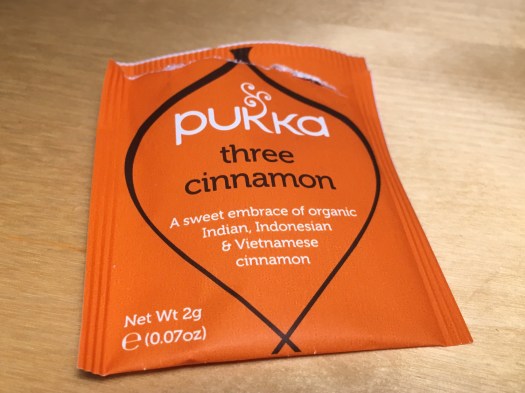 pukka
three
cinnamon
A sweet embrace of organic
Indian, Indonesian
& Vietnamese
cinnamon
Net Wt 2g
℮ (0.07oz)